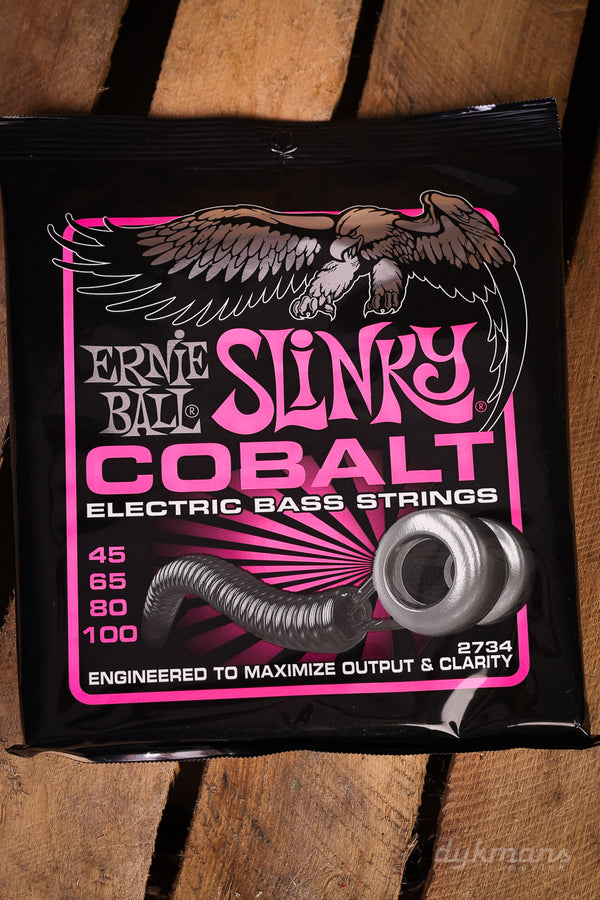 ERNIE BALL® SLINKY®
COBALT
ELECTRIC BASS STRINGS
45
65
80
100
2734
ENGINEERED TO MAXIMIZE OUTPUT & CLARITY
dykmans